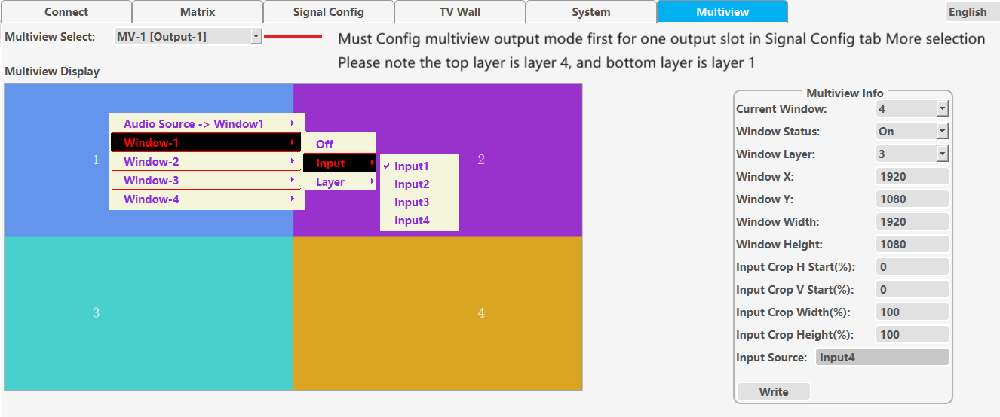 Connect Matrix Signal Config TV Wall System Multiview English
Multiview Select: MV-1 [Output-1]
Must Config multiview output mode first for one output slot in Signal Config tab More selection
Please note the top layer is layer 4, and bottom layer is layer 1
Multiview Display
1
2
3
4
Audio Source -> Window1
Window-1
Window-2
Window-3
Window-4
Off
Input
Layer
Input1
Input2
Input3
Input4
Multiview Info
Current Window: 4
Window Status: On
Window Layer: 3
Window X: 1920
Window Y: 1080
Window Width: 1920
Window Height: 1080
Input Crop H Start(%): 0
Input Crop V Start(%): 0
Input Crop Width(%): 100
Input Crop Height(%): 100
Input Source: Input4
Write